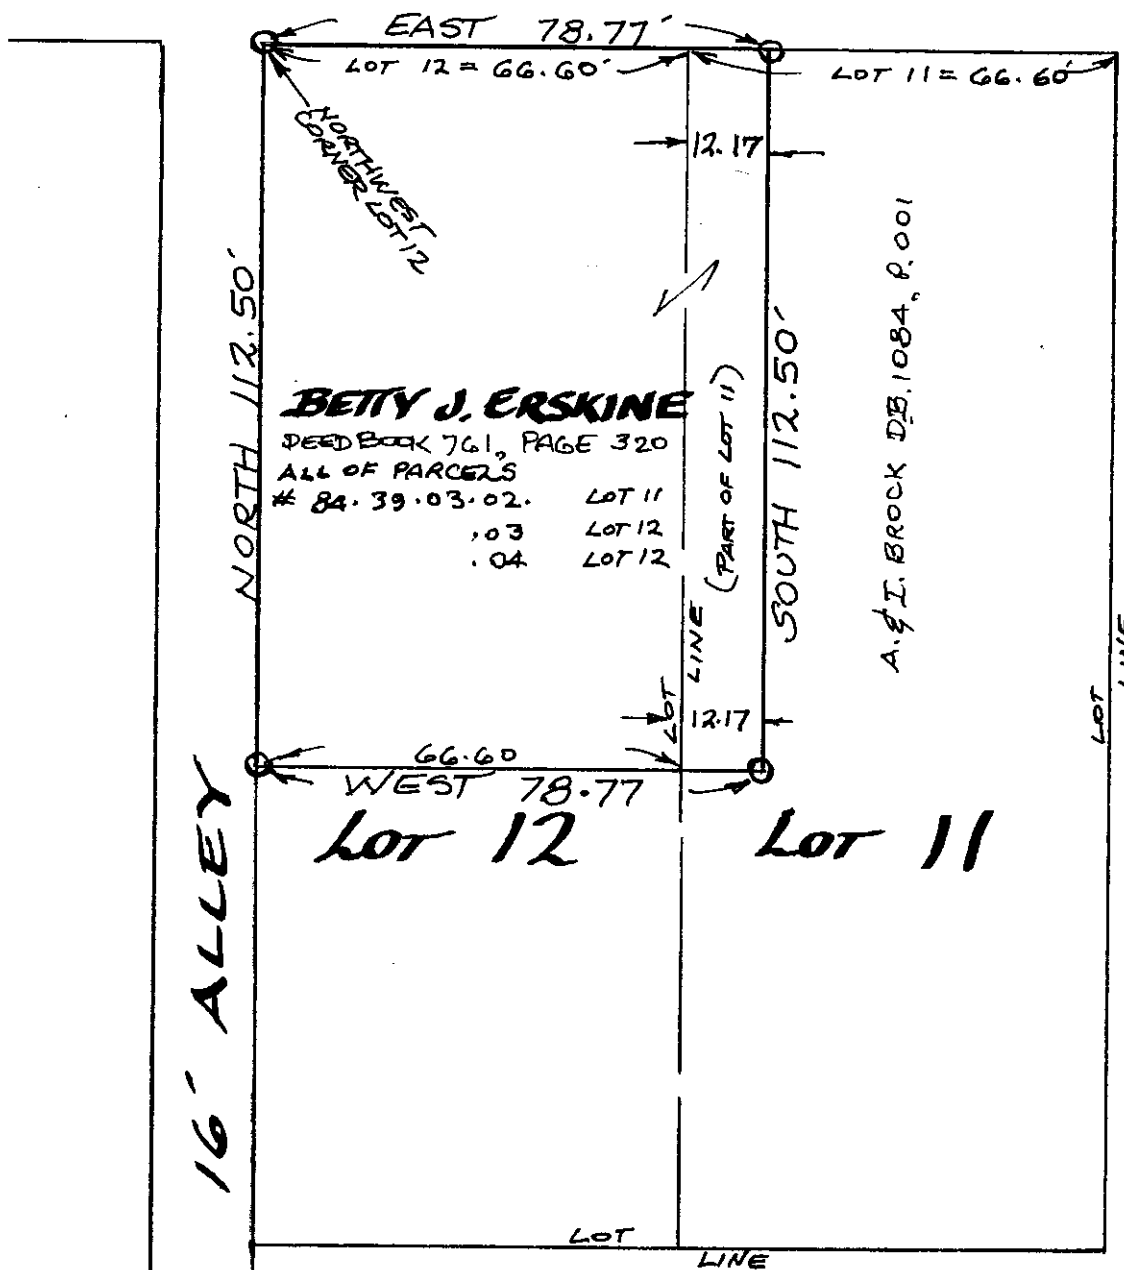 EAST 78.77′
LOT 12 = 66.60′
LOT 11 = 66.60′
12.17
NORTHWEST
CORNER LOT 12
NORTH 112.50′
BETTY J. ERSKINE
DEED BOOK 761, PAGE 320
ALL OF PARCELS
# 84.39.03.02. LOT 11
.03 LOT 12
.04 LOT 12
(PART OF LOT 11)
SOUTH 112.50′
A. & I. BROCK D.B. 1084, P. 001
LOT LINE
12.17
LOT LINE
66.60
WEST 78.77
LOT 12
LOT 11
16′ ALLEY
LOT
LINE